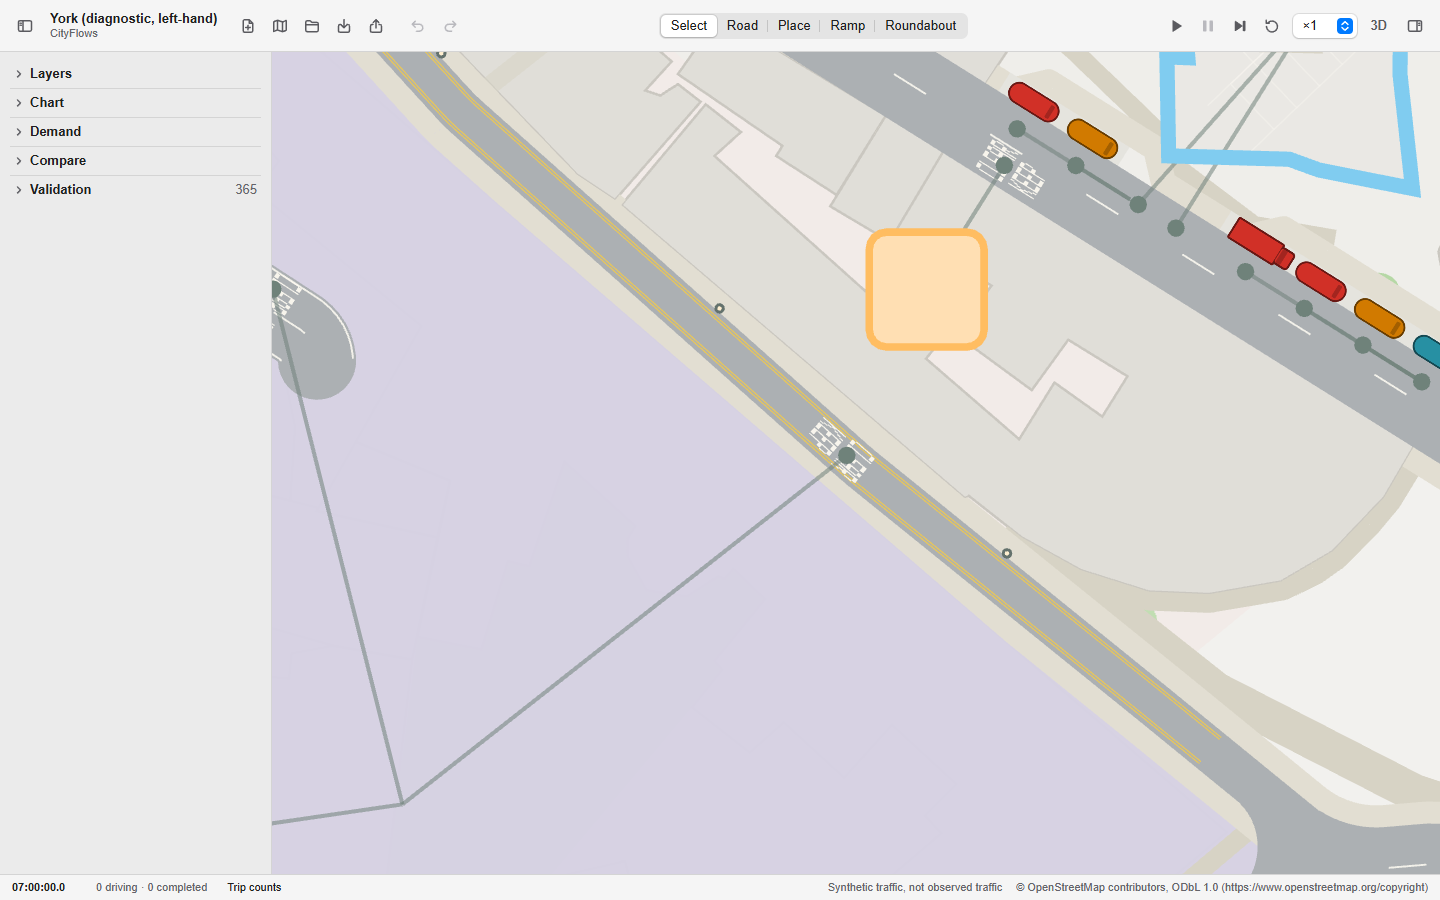 York (diagnostic, left-hand)
CityFlows
Select
Road
Place
Ramp
Roundabout
×1
3D
Layers
Chart
Demand
Compare
Validation 365
07:00:00.0
0 driving · 0 completed
Trip counts
Synthetic traffic, not observed traffic
© OpenStreetMap contributors, ODbL 1.0 (https://www.openstreetmap.org/copyright)